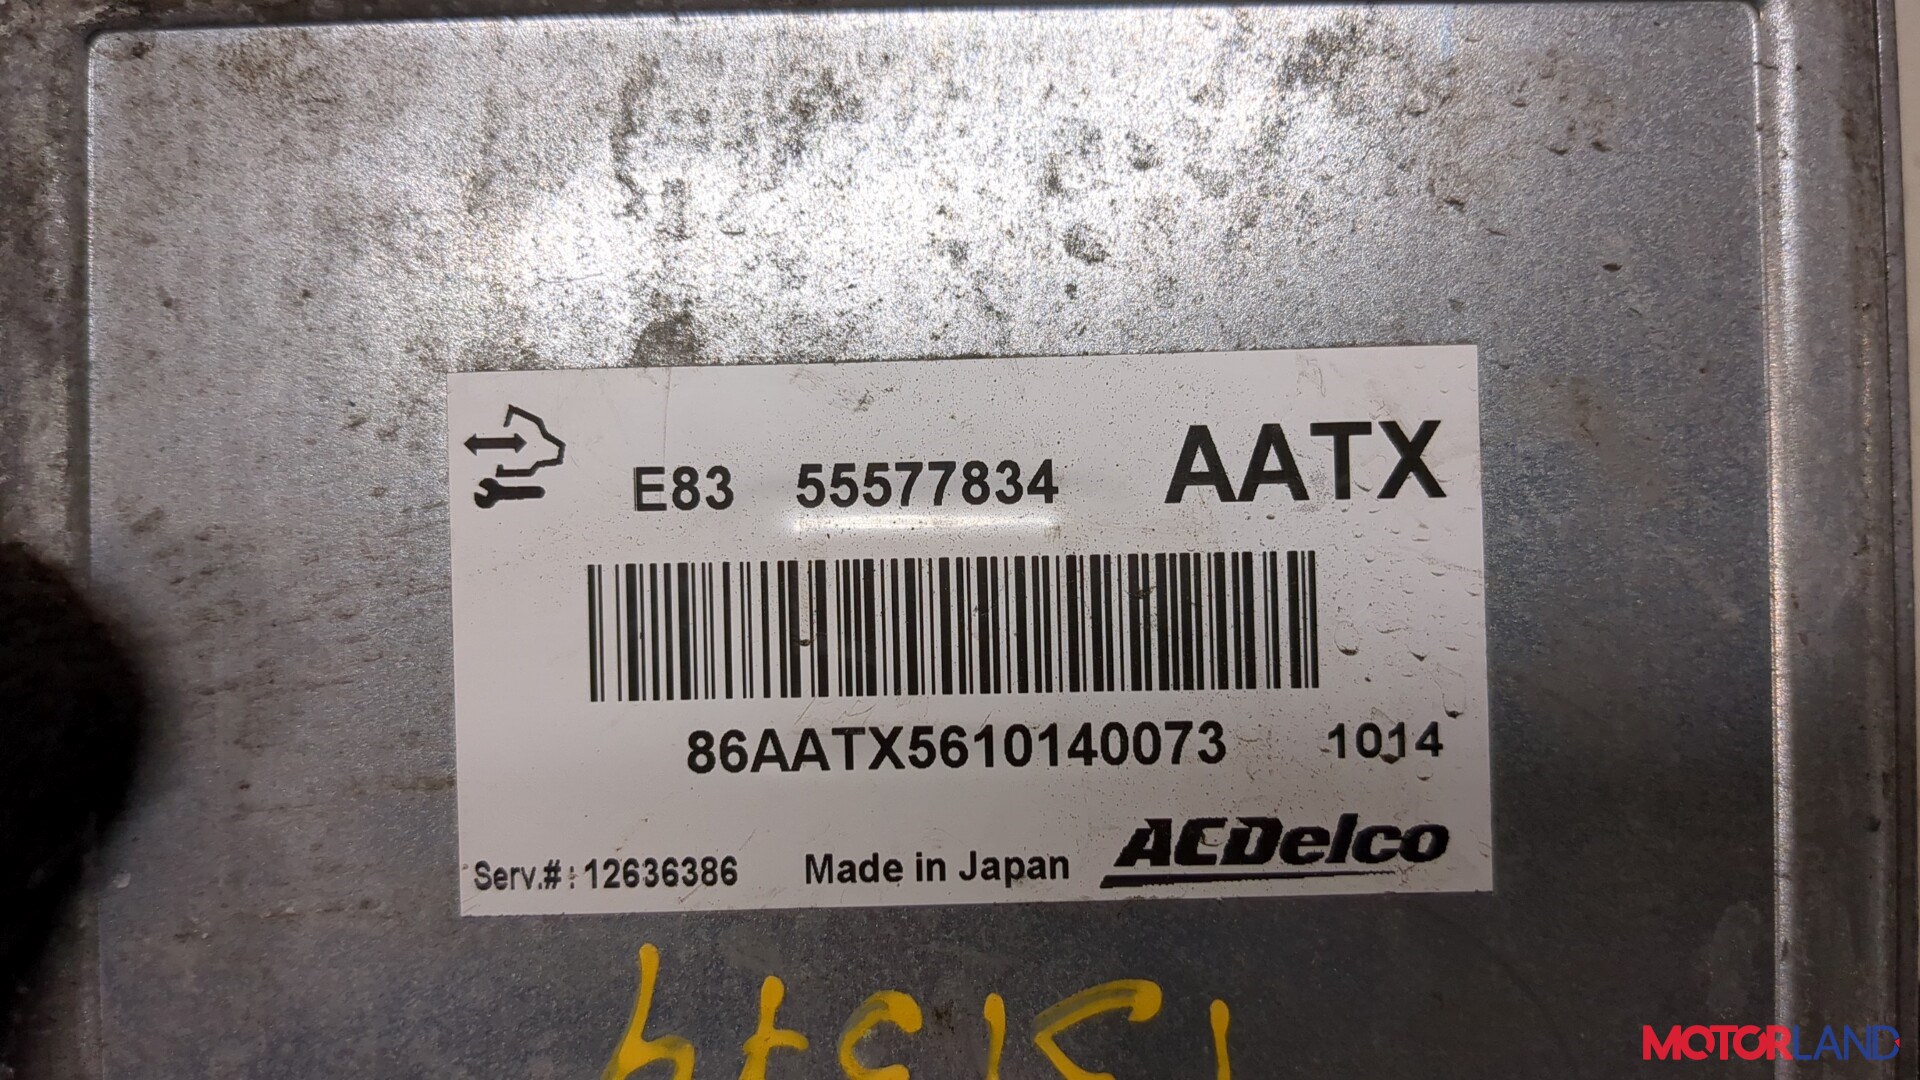 E83 55577834 AATX
86AATX5610140073 1014
Serv.#: 12636386 Made in Japan ACDelco
MOTORLAND